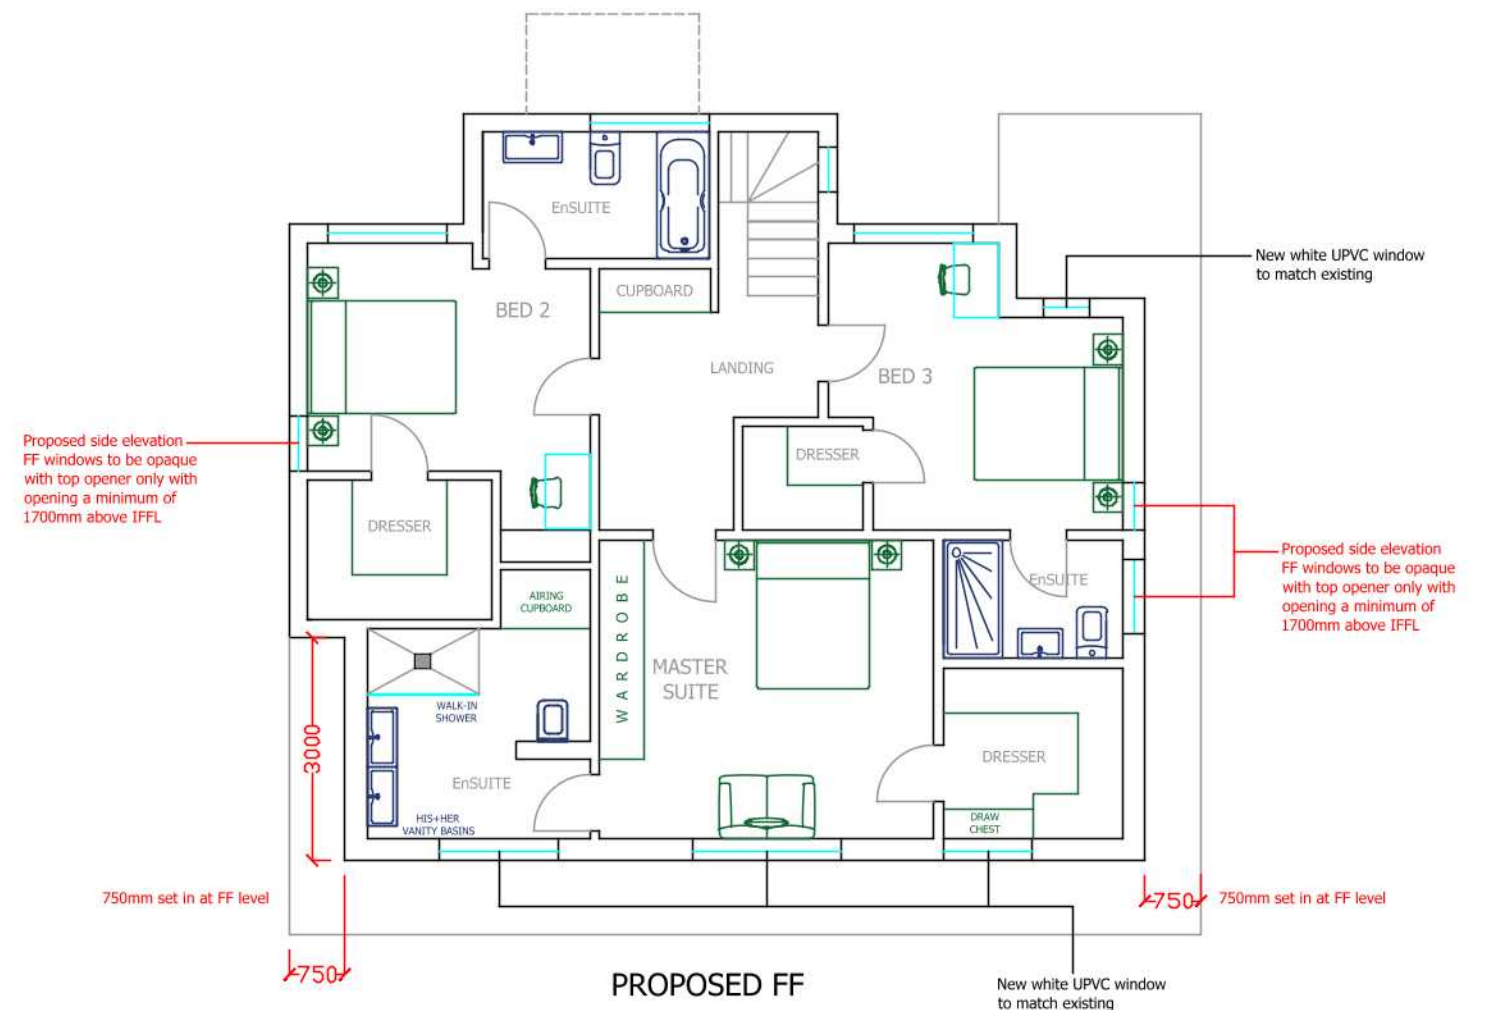 EnSUITE
New white UPVC window
to match existing
CUPBOARD
BED 2
LANDING
BED 3
Proposed side elevation
FF windows to be opaque
with top opener only with
opening a minimum of
1700mm above IFFL
DRESSER
DRESSER
Proposed side elevation
FF windows to be opaque
with top opener only with
opening a minimum of
1700mm above IFFL
EnSUITE
AIRING
CUPBOARD
WARDROBE
MASTER
SUITE
WALK-IN
SHOWER
3000
EnSUITE
DRESSER
HIS+HER
VANITY BASINS
DRAW
CHEST
750mm set in at FF level
750
750mm set in at FF level
750
PROPOSED FF
New white UPVC window
to match existing